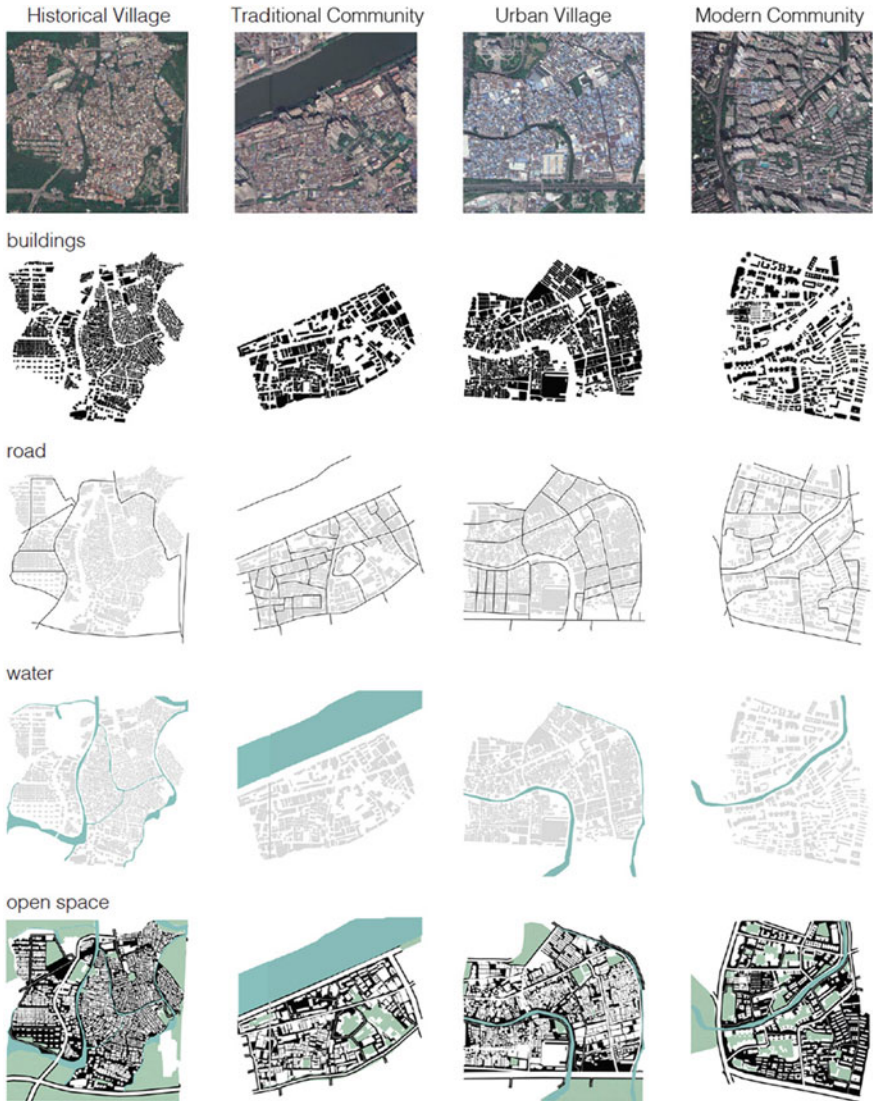 Historical Village
Traditional Community
Urban Village
Modern Community
buildings
road
water
open space